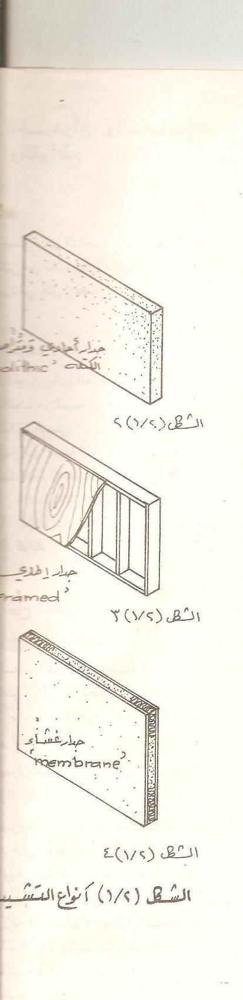 جدار أحادي ومتراص
الكتلة olithic’
الشكل (١/٢) ٢
جدار إطاري
Framed’
الشكل (١/٢) ٣
جدار غشاء
‘membrane’
الشكل (١/٢) ٤
الشكل (١/٢) أنواع التشييد